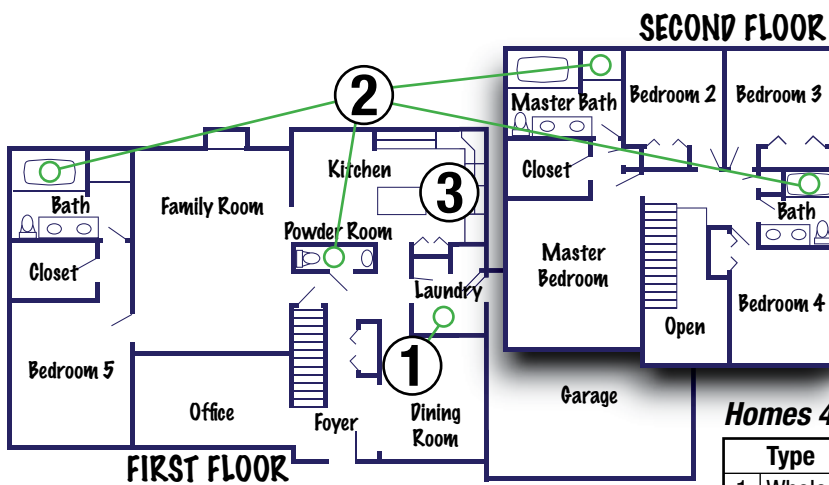 SECOND FLOOR
2
Master Bath
Bedroom 2
Bedroom 3
Kitchen
Closet
3
Bath
Family Room
Bath
Powder Room
Master
Bedroom
Closet
Laundry
Bedroom 4
Open
1
Bedroom 5
Garage
Office
Foyer
Dining
Room
Homes 4
FIRST FLOOR
Type
1 Whole